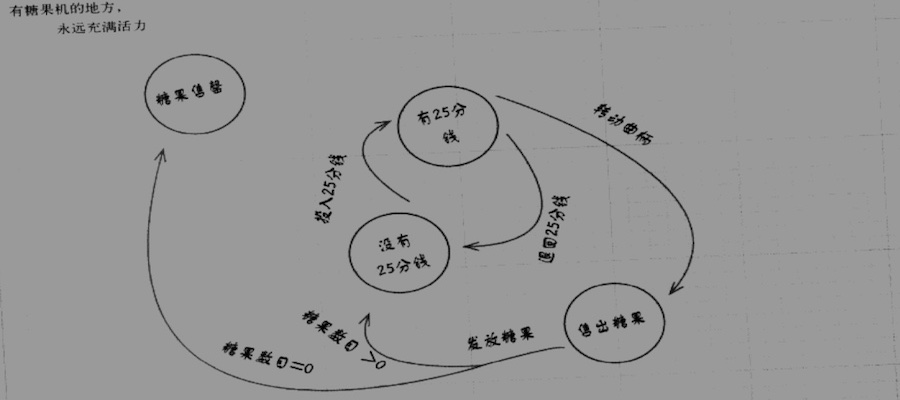 有糖果机的地方，
永远充满活力
糖果售罄
有25分
钱
转动曲柄
投入25分钱
退回25分钱
没有
25分钱
售出糖果
发放糖果
糖果数目>0
糖果数目=0